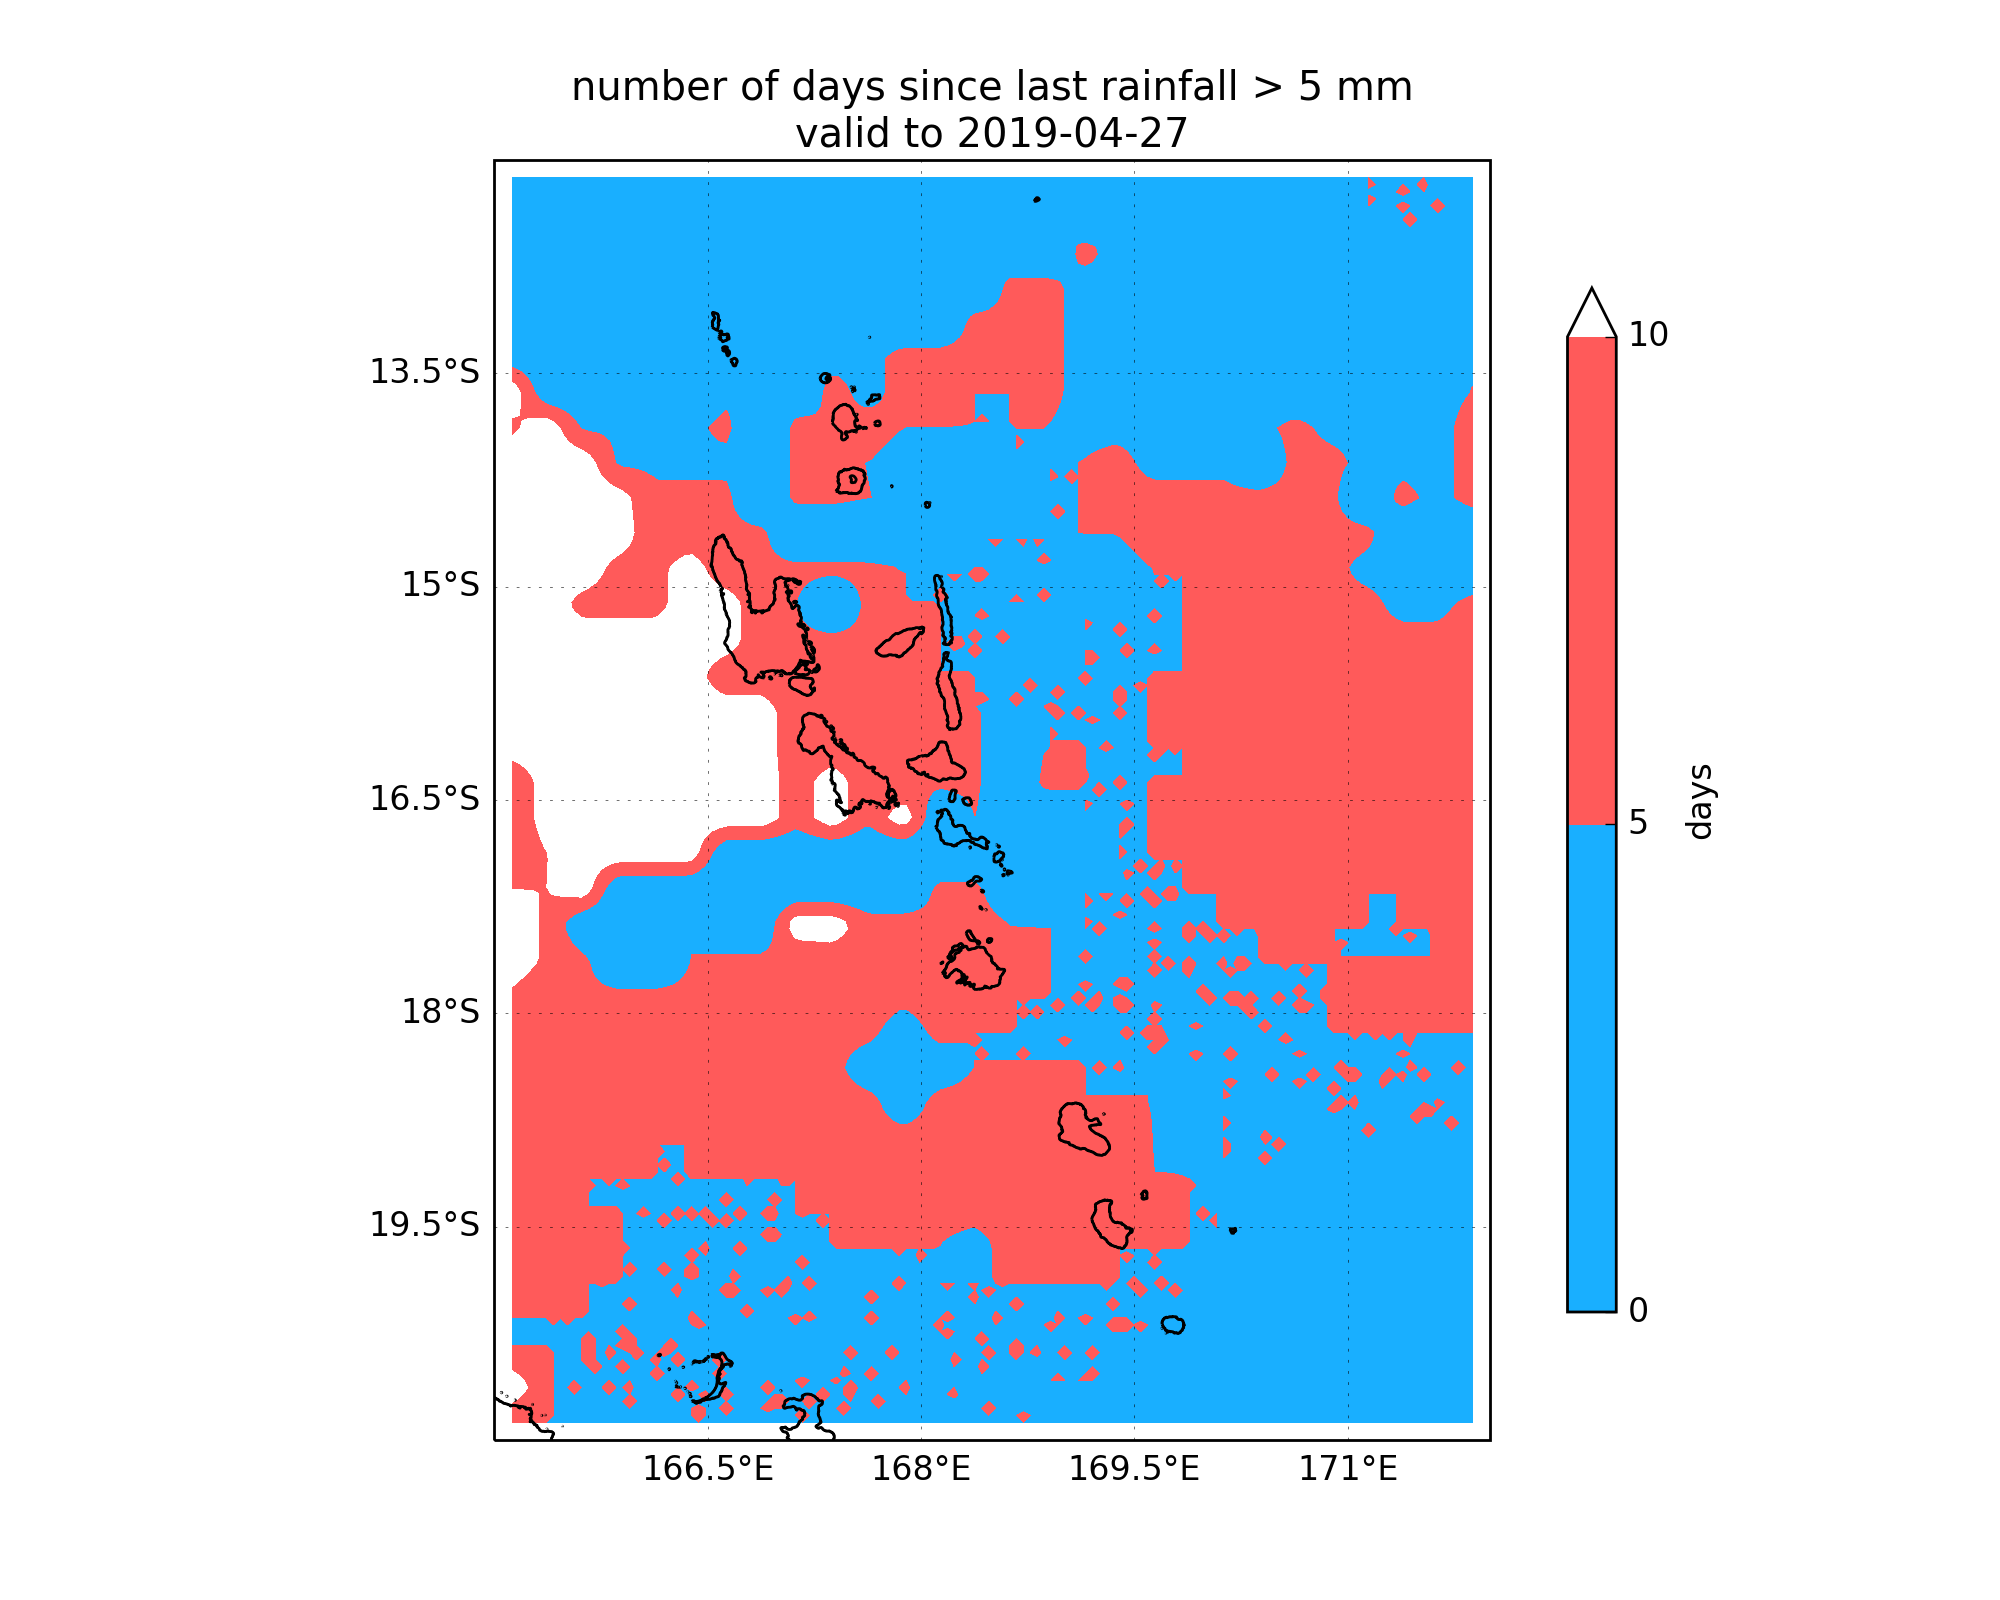 number of days since last rainfall > 5 mm
valid to 2019-04-27
13.5°S
15°S
16.5°S
18°S
19.5°S
166.5°E
168°E
169.5°E
171°E
10
5
0
days